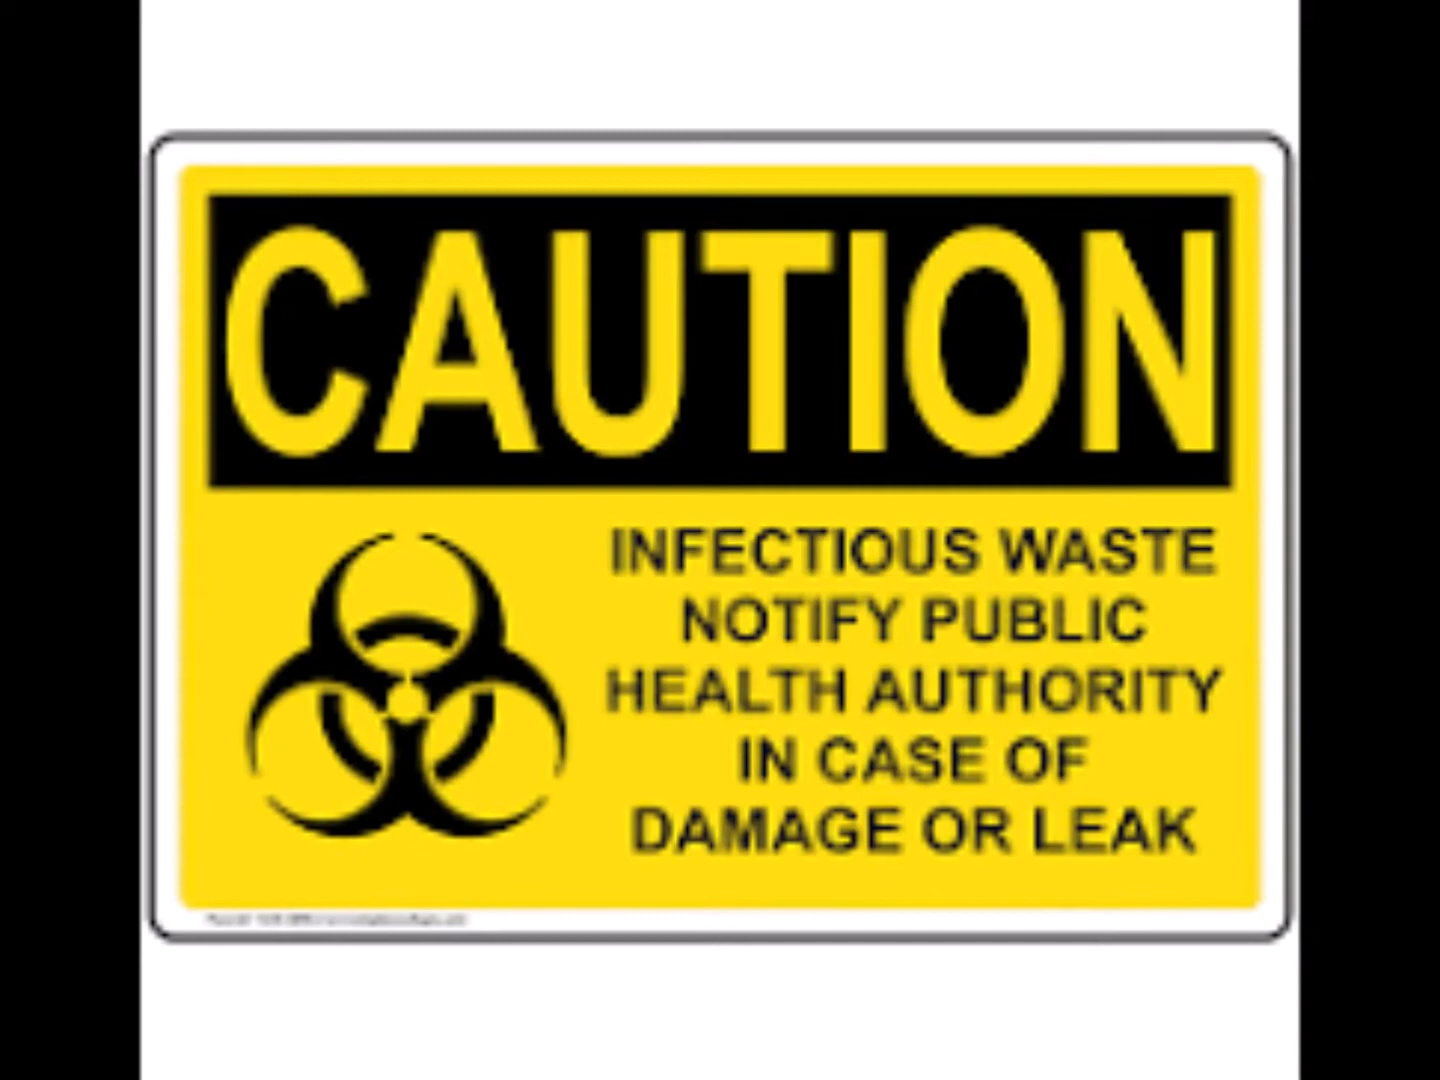 CAUTION
INFECTIOUS WASTE
NOTIFY PUBLIC
HEALTH AUTHORITY
IN CASE OF
DAMAGE OR LEAK